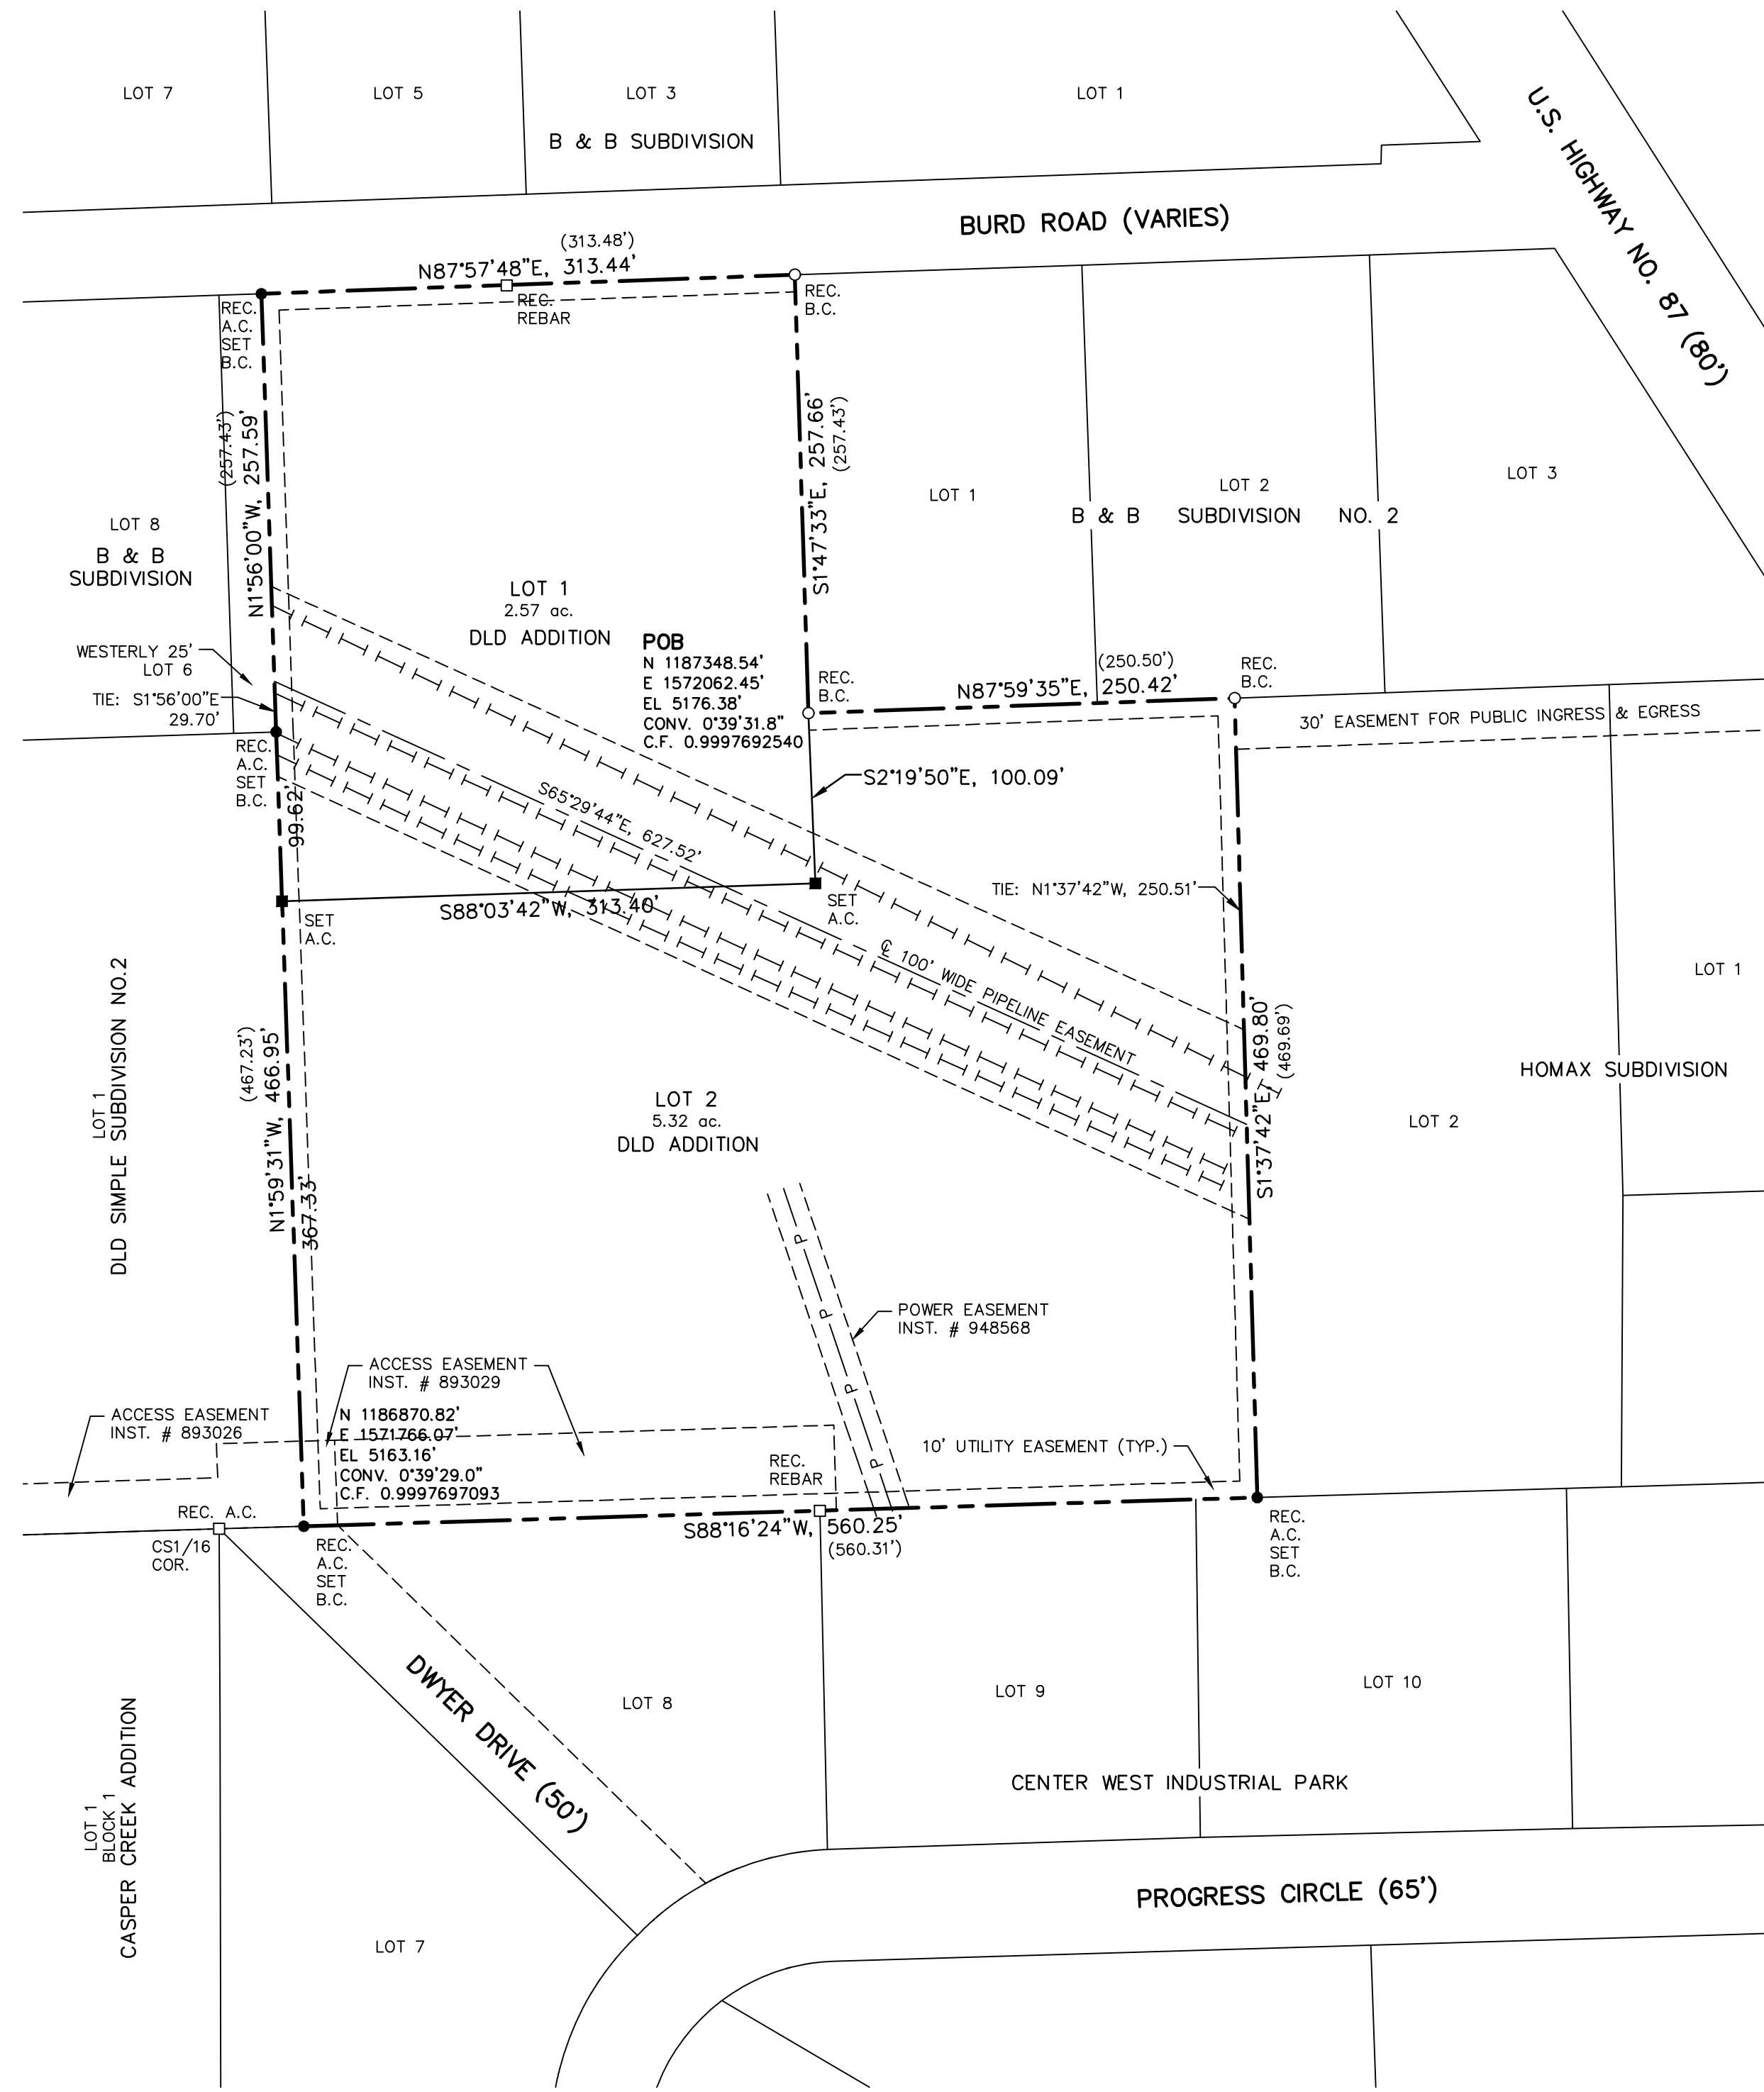 LOT 7
LOT 5
LOT 3
LOT 1
B & B SUBDIVISION
U.S. HIGHWAY NO. 87 (80')
BURD ROAD (VARIES)
(313.48')
N87°57'48"E, 313.44'
REC.
A.C.
SET
B.C.
REC.
REBAR
REC.
B.C.
(257.43')
N1°56'00"W, 257.59'
S1°47'33"E, 257.66'
(257.43')
LOT 8
B & B
SUBDIVISION
LOT 1
LOT 2
LOT 3
B & B SUBDIVISION NO. 2
LOT 1
2.57 ac.
DLD ADDITION
WESTERLY 25'
LOT 6
TIE: S1°56'00"E
29.70'
POB
N 1187348.54'
E 1572062.45'
EL 5176.38'
CONV. 0°39'31.8"
C.F. 0.9997692540
REC.
B.C.
(250.50')
N87°59'35"E, 250.42'
REC.
B.C.
30' EASEMENT FOR PUBLIC INGRESS & EGRESS
REC.
A.C.
SET
B.C.
99.62'
S65°29'44"E, 627.52'
S2°19'50"E, 100.09'
TIE: N1°37'42"W, 250.51'
S88°03'42"W, 313.40'
SET
A.C.
SET
A.C.
℄ 100' WIDE PIPELINE EASEMENT
LOT 1
DLD SIMPLE SUBDIVISION NO.2
(467.23')
N1°59'31"W, 466.95'
367.33'
S1°37'42"E, 469.80'
(469.69')
LOT 1
HOMAX SUBDIVISION
LOT 2
LOT 2
5.32 ac.
DLD ADDITION
P
P
P
P
POWER EASEMENT
INST. # 948568
ACCESS EASEMENT
INST. # 893029
ACCESS EASEMENT
INST. # 893026
N 1186870.82'
E 1571766.07'
EL 5163.16'
CONV. 0°39'29.0"
C.F. 0.9997697093
REC.
REBAR
10' UTILITY EASEMENT (TYP.)
REC. A.C.
CS1/16
COR.
REC.
A.C.
SET
B.C.
S88°16'24"W, 560.25'
(560.31')
REC.
A.C.
SET
B.C.
DWYER DRIVE (50')
LOT 8
LOT 9
LOT 10
CENTER WEST INDUSTRIAL PARK
LOT 1
BLOCK 1
CASPER CREEK ADDITION
PROGRESS CIRCLE (65')
LOT 7